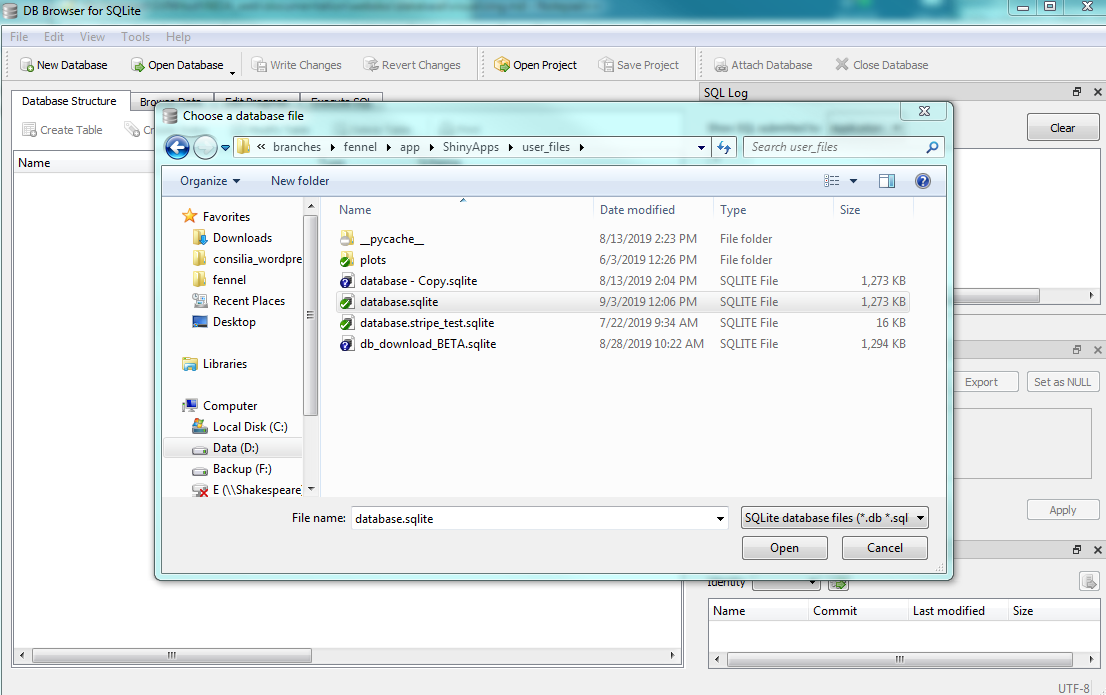 DB Browser for SQLite
File Edit View Tools Help
New Database Open Database Write Changes Revert Changes Open Project Save Project Attach Database Close Database
Database Structure Browse Data Edit Pragmas Execute SQL
SQL Log
Create Table
Clear
Name
Choose a database file
« branches fennel app ShinyApps user_files
Search user_files
Organize New folder
Name Date modified Type Size
Favorites
Downloads
consilia_wordpre
fennel
Recent Places
Desktop
Libraries
Computer
Local Disk (C:)
Data (D:)
Backup (F:)
E (\\Shakespeare)
__pycache__ 8/13/2019 2:23 PM File folder
plots 6/3/2019 12:26 PM File folder
database - Copy.sqlite 8/13/2019 2:04 PM SQLITE File 1,273 KB
database.sqlite 9/3/2019 12:06 PM SQLITE File 1,273 KB
database.stripe_test.sqlite 7/22/2019 9:34 AM SQLITE File 16 KB
db_download_BETA.sqlite 8/28/2019 10:22 AM SQLITE File 1,294 KB
File name: database.sqlite
SQLite database files (*.db *.sql
Open Cancel
Export Set as NULL
Apply
Identity
Name Commit Last modified Size
UTF-8